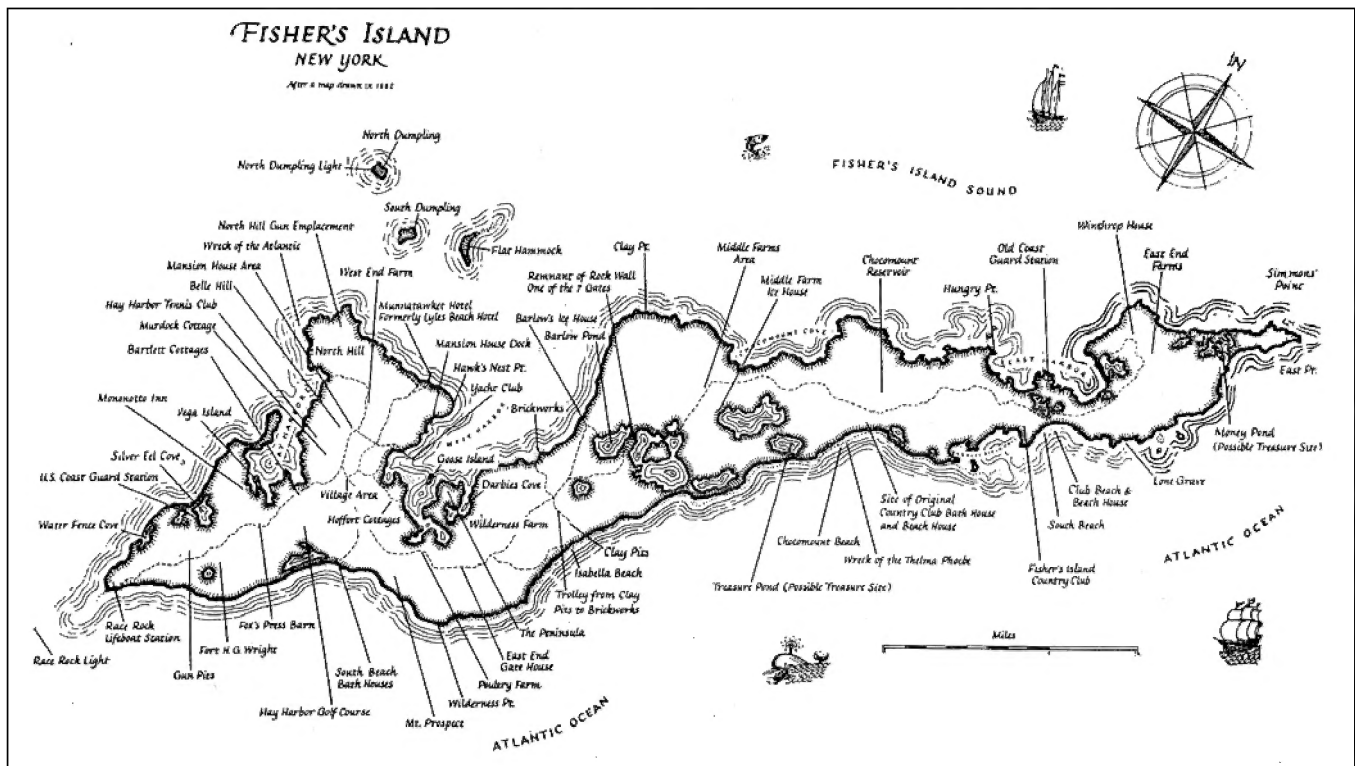 FISHER'S ISLAND
NEW YORK
After a map drawn in 1882
North Dumpling
North Dumpling Light
South Dumpling
Flat Hammock
FISHER'S ISLAND SOUND
N
North Hill Gun Emplacement
Wreck of the Atlantic
Mansion House Area
Belle Hill
Hay Harbor Tennis Club
Murdock Cottage
Bartlett Cottages
Mononotto Inn
Vega Island
Silver Eel Cove
U.S. Coast Guard Station
Water Fence Cove
West End Farm
Munnatawket Hotel
Formerly Lyles Beach Hotel
Mansion House Dock
Hawk's Nest Pt.
Yacht Club
Brickworks
North Hill
WEST HARBOR
Goose Island
Darbies Cove
Village Area
Hoffort Cottages
Wilderness Farm
Barlow's Ice House
Barlow Pond
Remnant of Rock Wall
One of the 7 Gates
Clay Pt.
Middle Farms
Area
Middle Farm
Ice House
Chocomount
Reservoir
Hungry Pt.
Old Coast
Guard Station
Winthrop House
East End
Farms
Simmons'
Point
East Pt.
EAST HARBOR
Money Pond
(Possible Treasure Site)
Lone Grave
Club Beach &
Beach House
South Beach
Fisher's Island
Country Club
Site of Original
Country Club Bath House
and Beach House
Wreck of the Thelma Phoebe
Chocomount Beach
Treasure Pond (Possible Treasure Site)
Clay Pits
Isabella Beach
Trolley from Clay
Pits to Brickworks
The Peninsula
East End
Gate House
Poultry Farm
Wilderness Pt.
Mt. Prospect
South Beach
Bath Houses
Hay Harbor Golf Course
Fox's Press Barn
Fort H.G. Wright
Gun Pits
Race Rock
Lifeboat Station
Race Rock Light
Miles
ATLANTIC OCEAN
ATLANTIC OCEAN